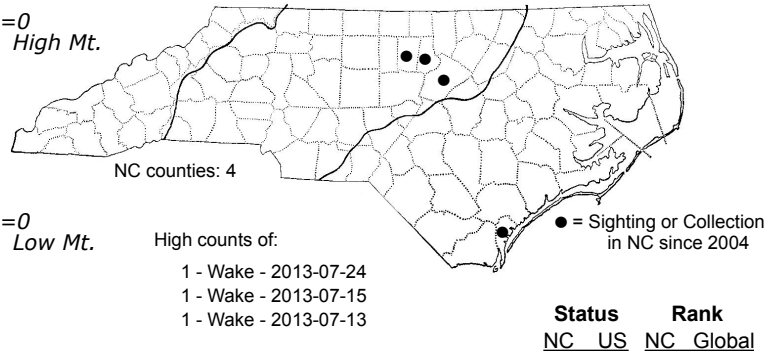 =0
High Mt.
NC counties: 4
=0
Low Mt.
High counts of:
1 - Wake - 2013-07-24
1 - Wake - 2013-07-15
1 - Wake - 2013-07-13
● = Sighting or Collection
in NC since 2004
Status Rank
NC US NC Global